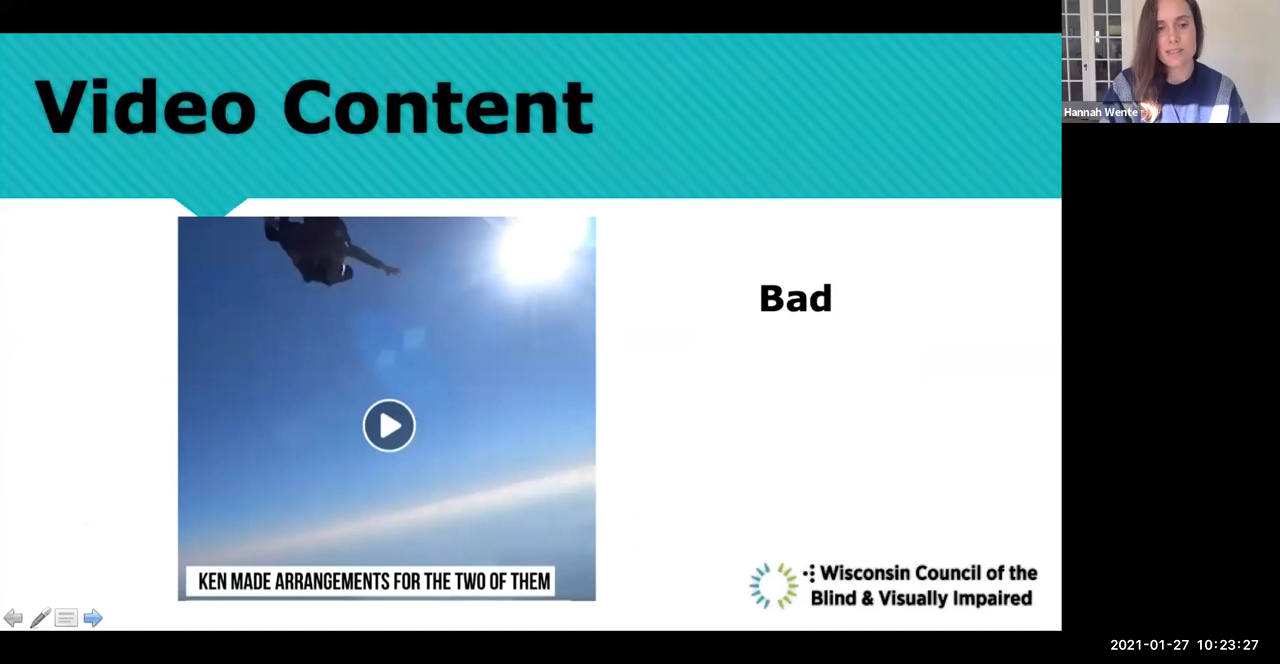 Video Content
Hannah Wente
Bad
KEN MADE ARRANGEMENTS FOR THE TWO OF THEM
Wisconsin Council of the
Blind & Visually Impaired
2021-01-27 10:23:27